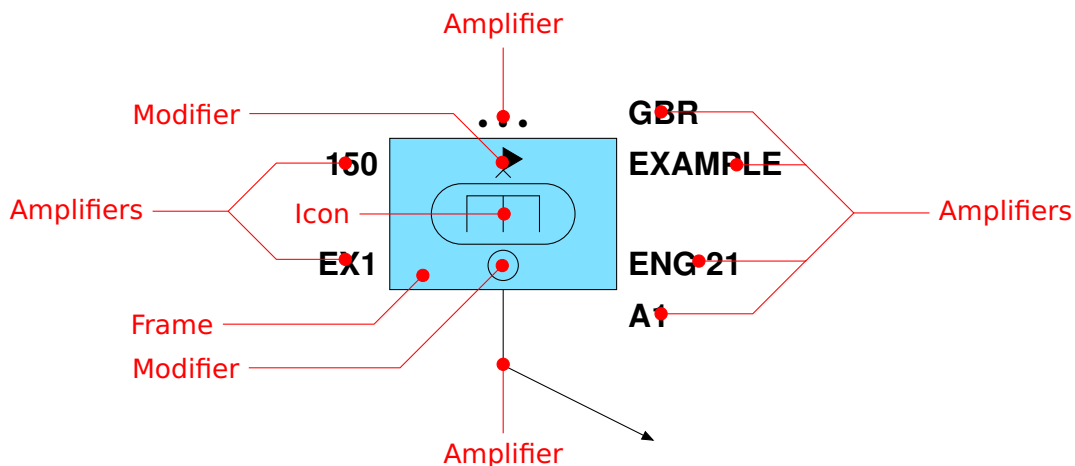 Amplifier
Modifier
GBR
150
EXAMPLE
Amplifiers
Icon
Amplifiers
EX1
ENG 21
Frame
A1
Modifier
Amplifier